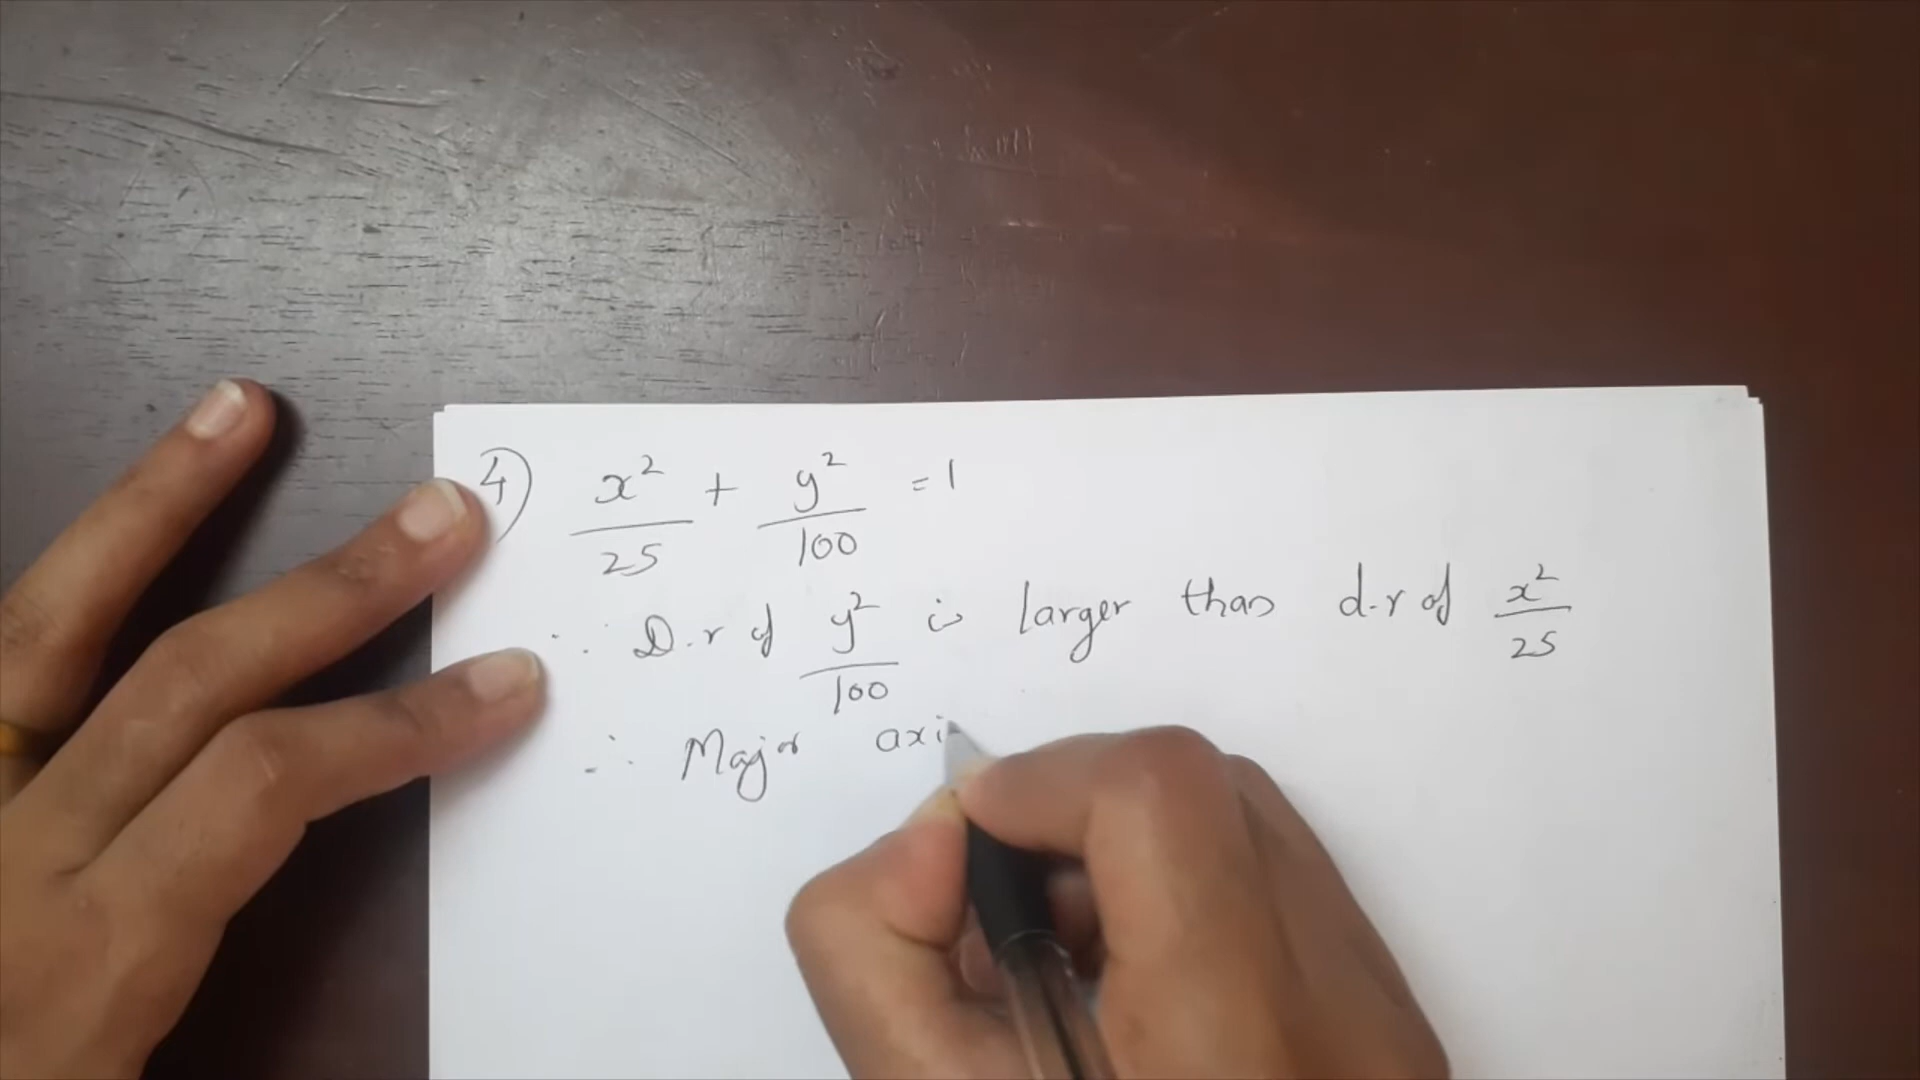 4) x²/25 + y²/100 = 1
∴ D.r of y²/100 is larger than d.r of x²/25
∴ Major axi